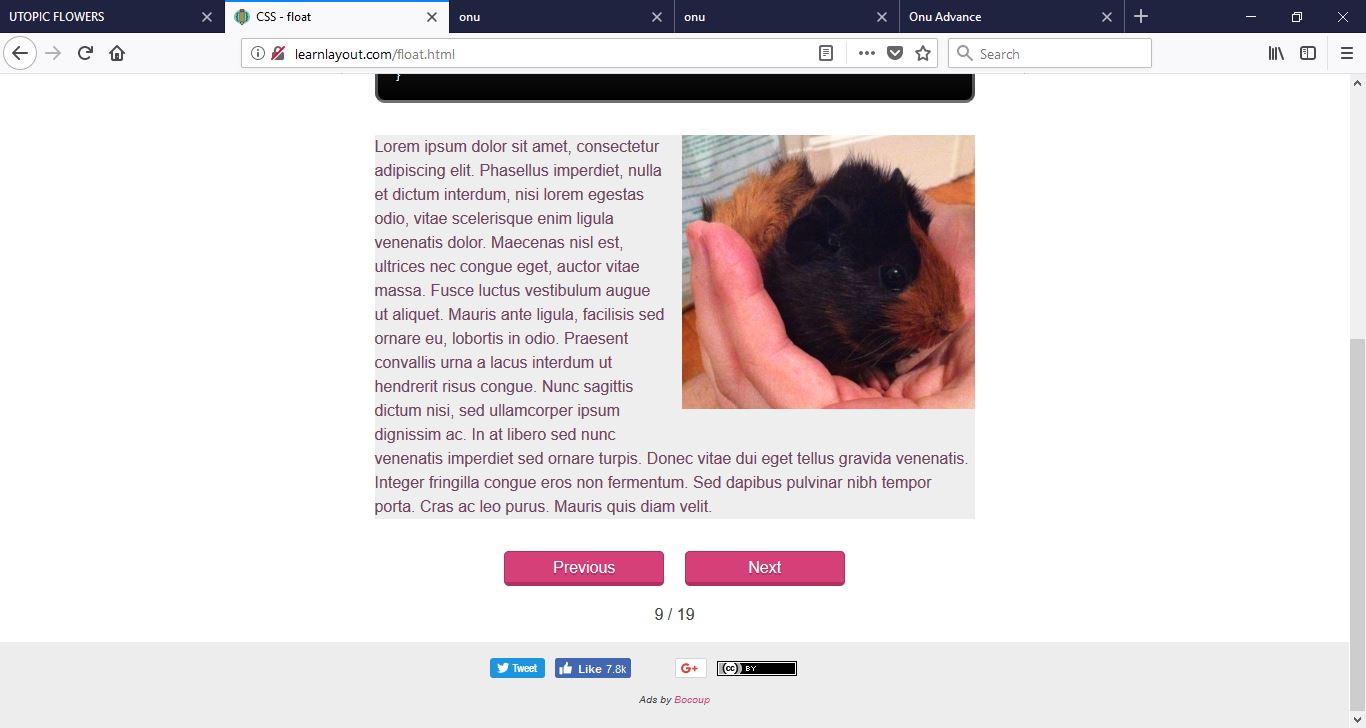 UTOPIC FLOWERS
CSS - float
onu
onu
Onu Advance
learnlayout.com/float.html
Search
}
Lorem ipsum dolor sit amet, consectetur
adipiscing elit. Phasellus imperdiet, nulla
et dictum interdum, nisi lorem egestas
odio, vitae scelerisque enim ligula
venenatis dolor. Maecenas nisl est,
ultrices nec congue eget, auctor vitae
massa. Fusce luctus vestibulum augue
ut aliquet. Mauris ante ligula, facilisis sed
ornare eu, lobortis in odio. Praesent
convallis urna a lacus interdum ut
hendrerit risus congue. Nunc sagittis
dictum nisi, sed ullamcorper ipsum
dignissim ac. In at libero sed nunc
venenatis imperdiet sed ornare turpis. Donec vitae dui eget tellus gravida venenatis.
Integer fringilla congue eros non fermentum. Sed dapibus pulvinar nibh tempor
porta. Cras ac leo purus. Mauris quis diam velit.
Previous
Next
9 / 19
Tweet
Like 7.8k
G+
cc BY
Ads by Bocoup